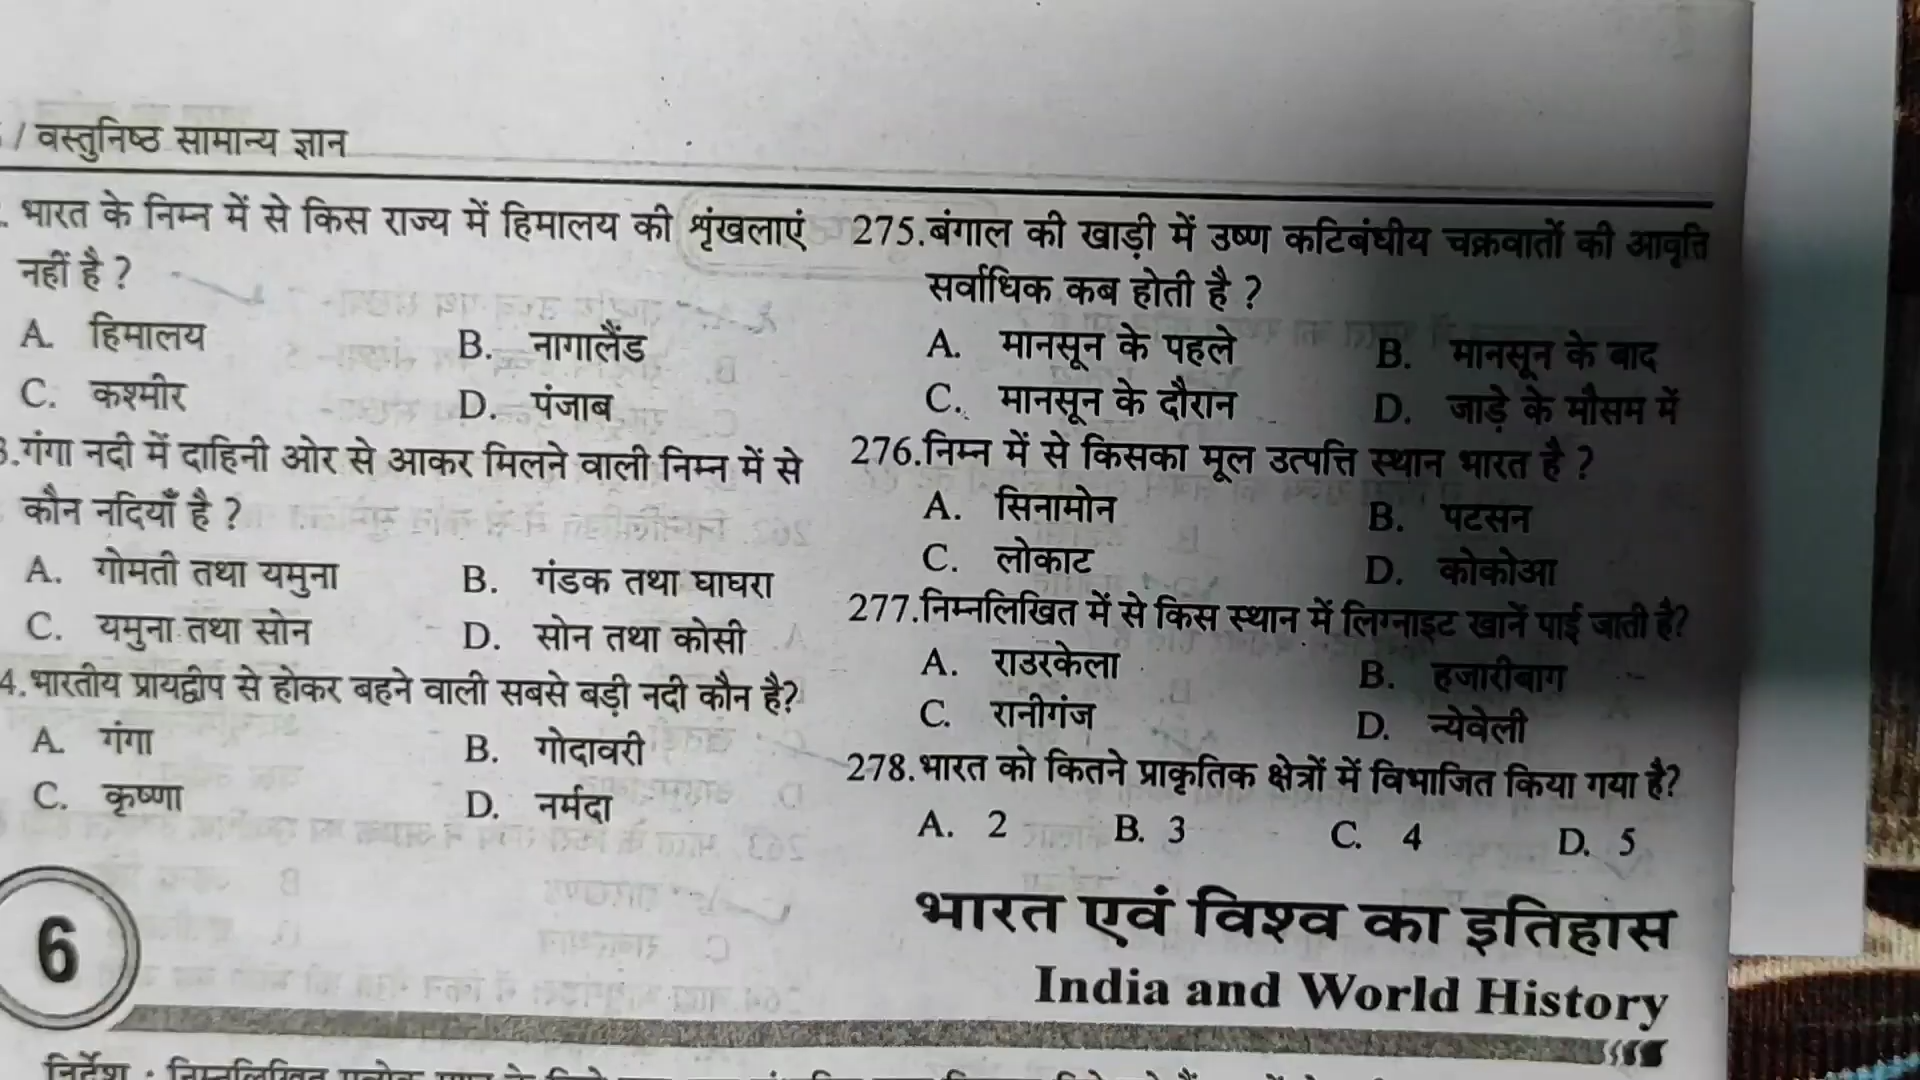 / वस्तुनिष्ठ सामान्य ज्ञान
. भारत के निम्न में से किस राज्य में हिमालय की शृंखलाएं
नहीं है ?
A. हिमालय B. नागालैंड
C. कश्मीर D. पंजाब
3.गंगा नदी में दाहिनी ओर से आकर मिलने वाली निम्न में से
कौन नदियाँ है ?
A. गोमती तथा यमुना B. गंडक तथा घाघरा
C. यमुना तथा सोन D. सोन तथा कोसी
4.भारतीय प्रायद्वीप से होकर बहने वाली सबसे बड़ी नदी कौन है?
A. गंगा B. गोदावरी
C. कृष्णा D. नर्मदा
275.बंगाल की खाड़ी में उष्ण कटिबंघीय चक्रवातों की आवृति
सर्वाधिक कब होती है ?
A. मानसून के पहले B. मानसून के बाद
C. मानसून के दौरान D. जाड़े के मौसम में
276.निम्न में से किसका मूल उत्पत्ति स्थान भारत है ?
A. सिनामोन B. पटसन
C. लोकाट D. कोकोआ
277.निम्नलिखित में से किस स्थान में लिग्नाइट खानें पाई जाती है?
A. राउरकेला B. हजारीबाग
C. रानीगंज D. न्येवेली
278.भारत को कितने प्राकृतिक क्षेत्रों में विभाजित किया गया है?
A. 2 B. 3 C. 4 D. 5
6
भारत एवं विश्व का इतिहास
India and World History
निर्देश : निम्नलिखित